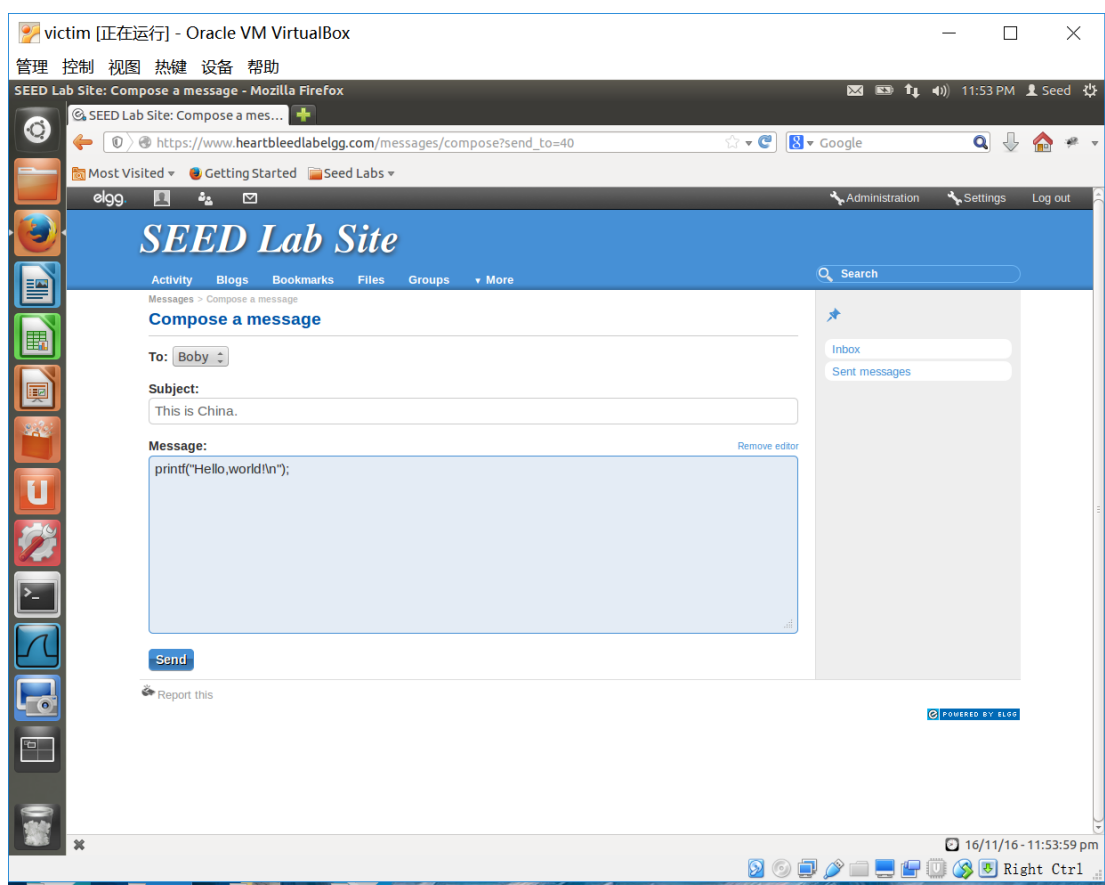 victim [正在运行] - Oracle VM VirtualBox
管理 控制 视图 热键 设备 帮助
SEED Lab Site: Compose a message - Mozilla Firefox 11:53 PM Seed
SEED Lab Site: Compose a mes...
https://www.heartbleedlabelgg.com/messages/compose?send_to=40 Google
Most Visited Getting Started Seed Labs
elgg. Administration Settings Log out
SEED Lab Site
Activity Blogs Bookmarks Files Groups More Search
Messages > Compose a message
Compose a message
To: Boby
Inbox
Sent messages
Subject:
This is China.
Message: Remove editor
printf("Hello,world!\n");
Send
Report this
POWERED BY ELGG
16/11/16 - 11:53:59 pm
Right Ctrl